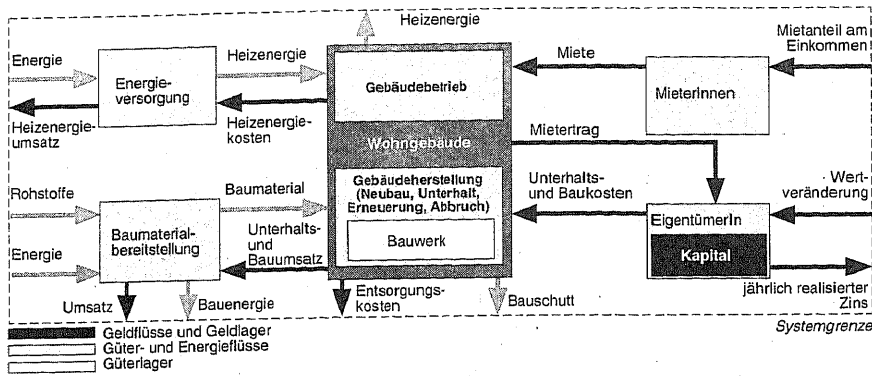 Heizenergie
Energie
Heizenergie
Miete
Mietanteil am
Einkommen
Energie-
versorgung
Gebäudebetrieb
MieterInnen
Heizenergie-
umsatz
Heizenergie-
kosten
Wohngebäude
Mietertrag
Rohstoffe
Baumaterial
Gebäudeherstellung
(Neubau, Unterhalt,
Erneuerung, Abbruch)
Unterhalts-
und Baukosten
Wert-
veränderung
Baumaterial-
bereitstellung
EigentümerIn
Energie
Unterhalts-
und
Bauumsatz
Bauwerk
Kapital
Umsatz
Bauenergie
Entsorgungs-
kosten
Bauschutt
jährlich realisierter
Zins
Systemgrenze
Geldflüsse und Geldlager
Güter- und Energieflüsse
Güterlager